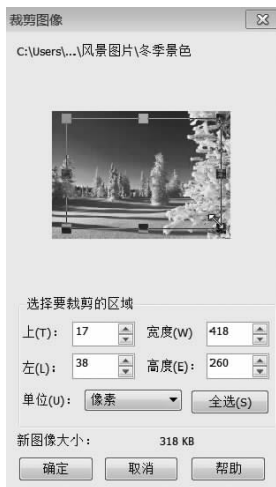 裁剪图像
C:\Users\...\风景图片\冬季景色
选择要裁剪的区域
上(T): 17 宽度(W) 418
左(L): 38 高度(E): 260
单位(U): 像素 全选(S)
新图像大小: 318 KB
确定 取消 帮助